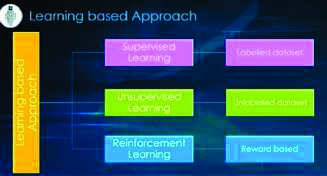 Learning based Approach
Learning based
Approach
Supervised
Learning
Labelled dataset
Unsupervised
Learning
Unlabelled dataset
Reinforcement
Learning
Reward based